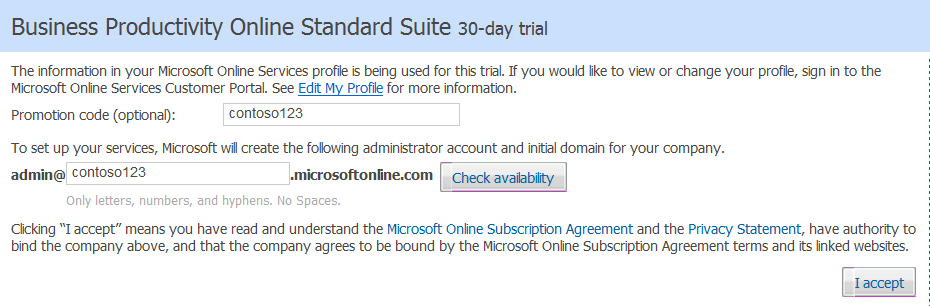 Business Productivity Online Standard Suite 30-day trial
The information in your Microsoft Online Services profile is being used for this trial. If you would like to view or change your profile, sign in to the
Microsoft Online Services Customer Portal. See Edit My Profile for more information.
Promotion code (optional): contoso123
To set up your services, Microsoft will create the following administrator account and initial domain for your company.
admin@ contoso123 .microsoftonline.com Check availability
Only letters, numbers, and hyphens. No Spaces.
Clicking “I accept” means you have read and understand the Microsoft Online Subscription Agreement and the Privacy Statement, have authority to
bind the company above, and that the company agrees to be bound by the Microsoft Online Subscription Agreement terms and its linked websites.
I accept